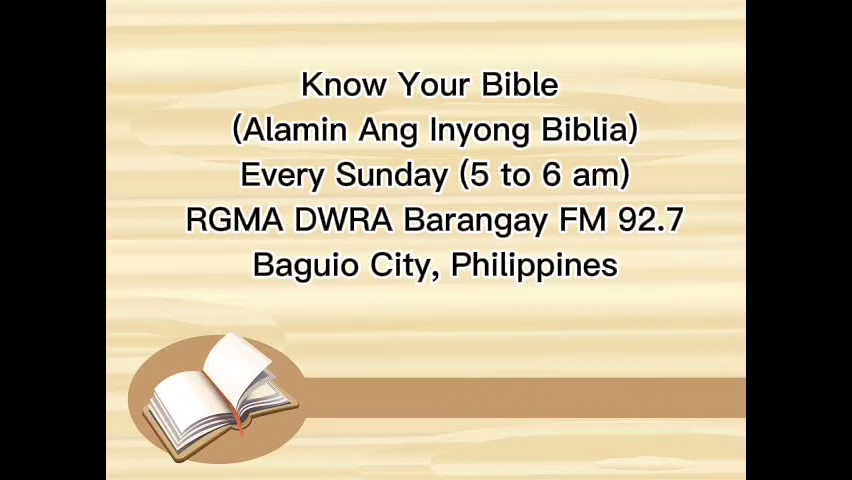 Know Your Bible
(Alamin Ang Inyong Biblia)
Every Sunday (5 to 6 am)
RGMA DWRA Barangay FM 92.7
Baguio City, Philippines